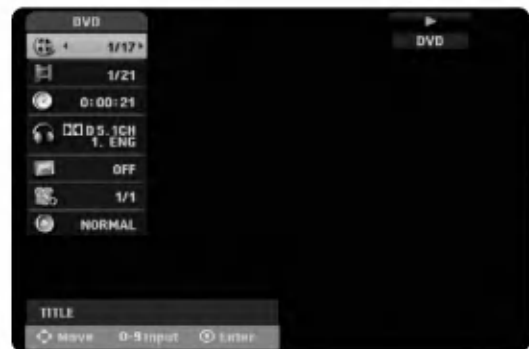 DVD
1/17
1/21
0:00:21
D 5.1CH
1. ENG
OFF
1/1
NORMAL
DVD
TITLE
Move 0-9 Input Enter